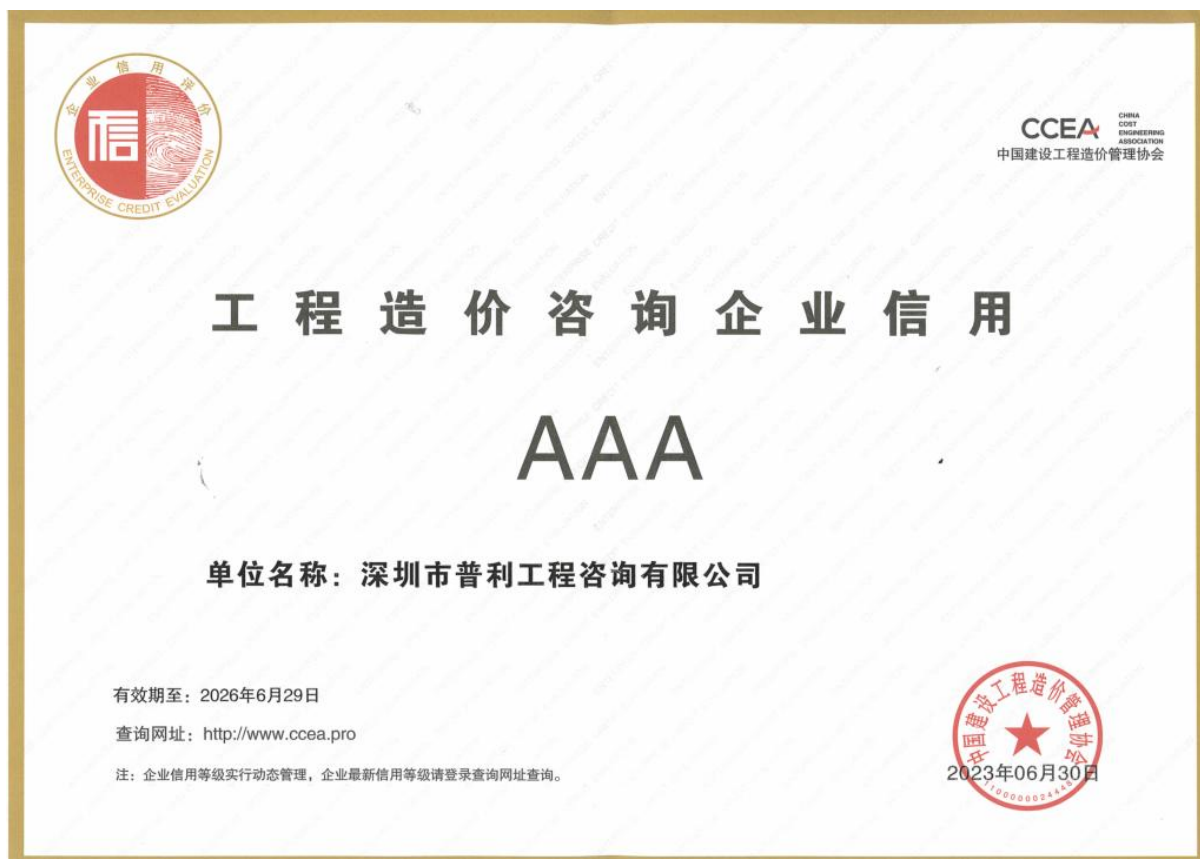 企业信用评价
信
ENTERPRISE CREDIT EVALUATION
CCEA
CHINA
COST
ENGINEERING
ASSOCIATION
中国建设工程造价管理协会
工程造价咨询企业信用
AAA
单位名称：深圳市普利工程咨询有限公司
有效期至：2026年6月29日
查询网址：http://www.ccea.pro
注：企业信用等级实行动态管理，企业最新信用等级请登录查询网址查询。
中国建设工程造价管理协会
2023年06月30日